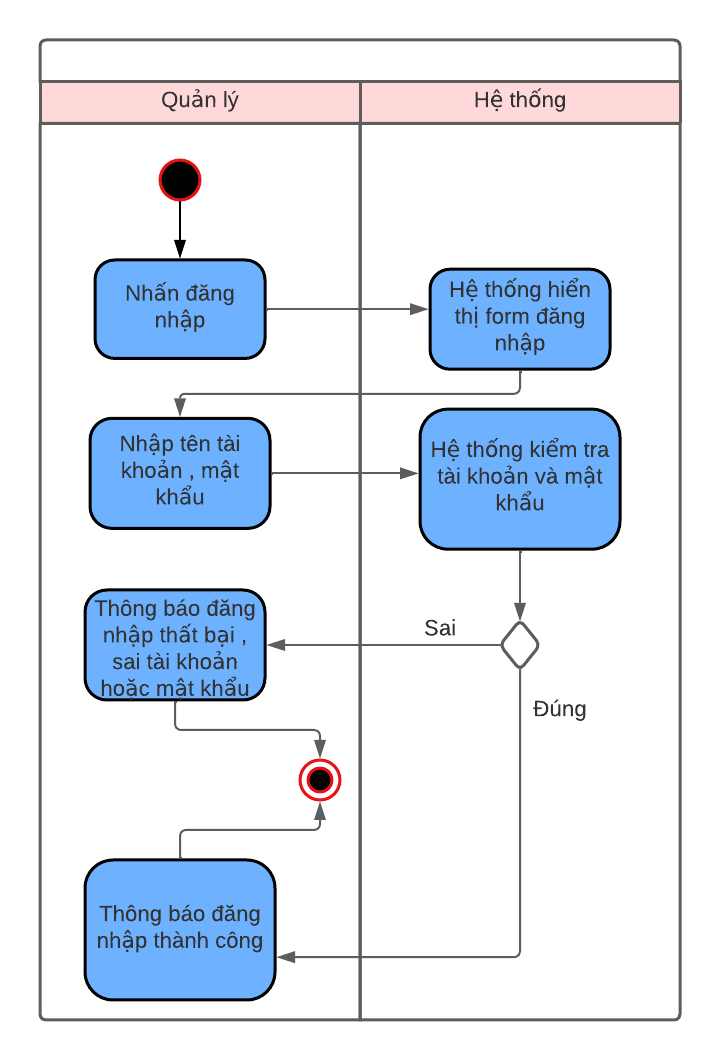 Quản lý
Hệ thống
Nhấn đăng
nhập
Hệ thống hiển
thị form đăng
nhập
Nhập tên tài
khoản , mật
khẩu
Hệ thống kiểm tra
tài khoản và mật
khẩu
Thông báo đăng
nhập thất bại ,
sai tài khoản
hoặc mật khẩu
Sai
Đúng
Thông báo đăng
nhập thành công